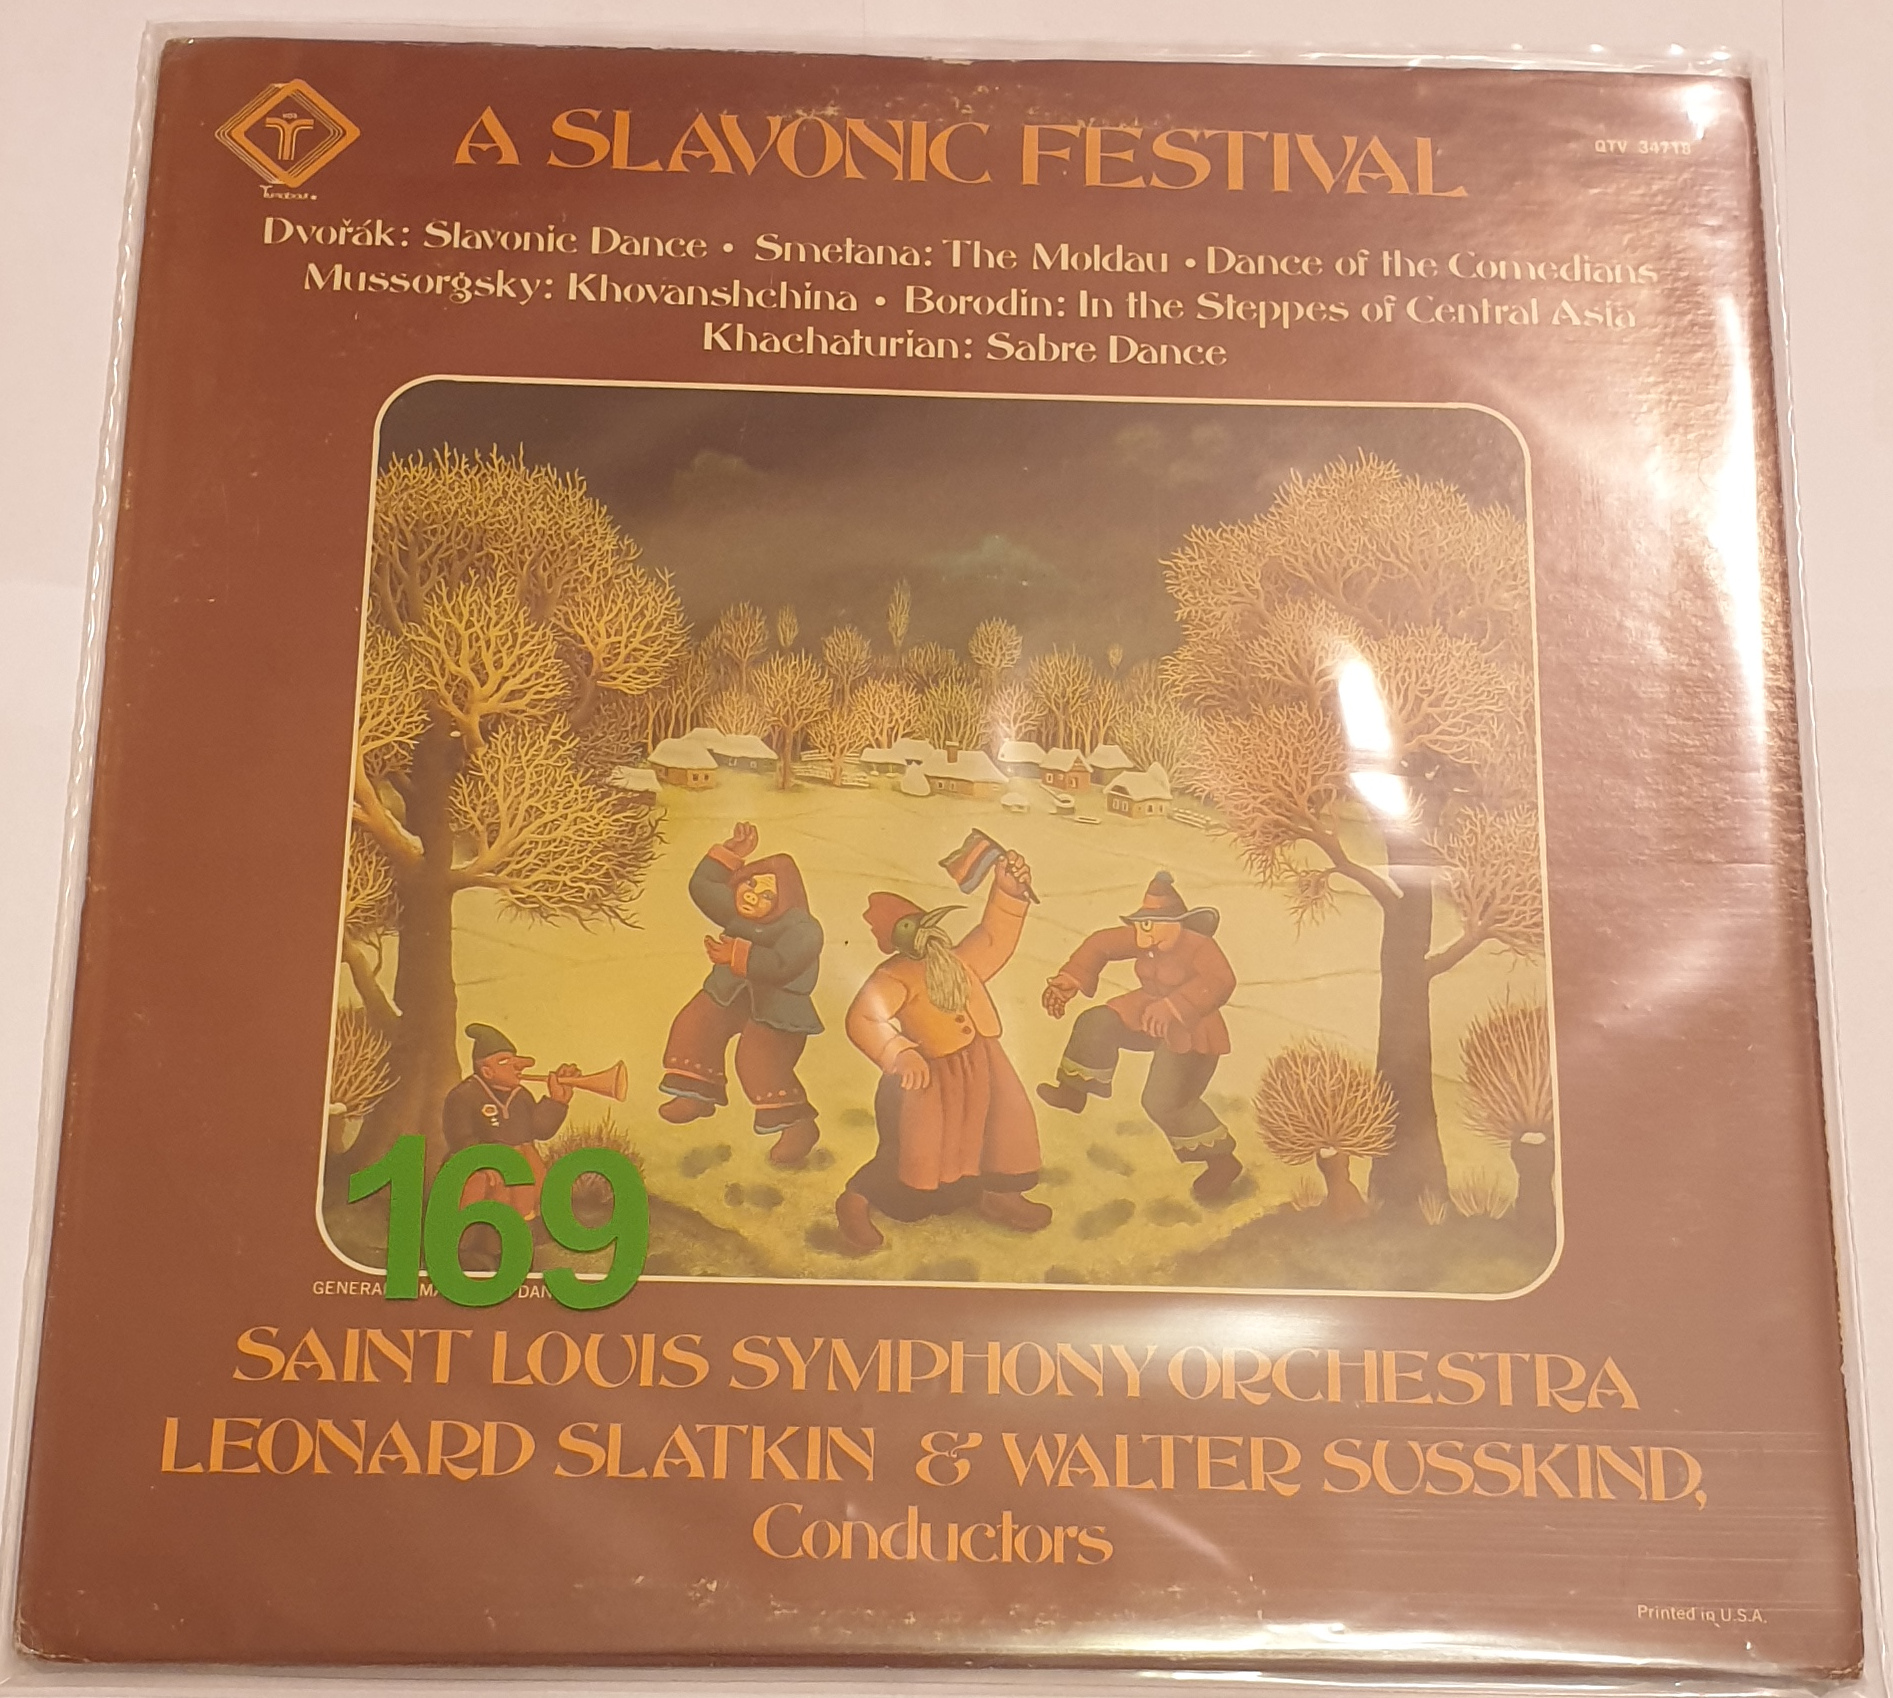 A SLAVONIC FESTIVAL
QTV 34718
Turnabout
Dvořák: Slavonic Dance • Smetana: The Moldau • Dance of the Comedians
Mussorgsky: Khovanshchina • Borodin: In the Steppes of Central Asia
Khachaturian: Sabre Dance
169
SAINT LOUIS SYMPHONY ORCHESTRA
LEONARD SLATKIN & WALTER SUSSKIND,
Conductors
Printed in U.S.A.